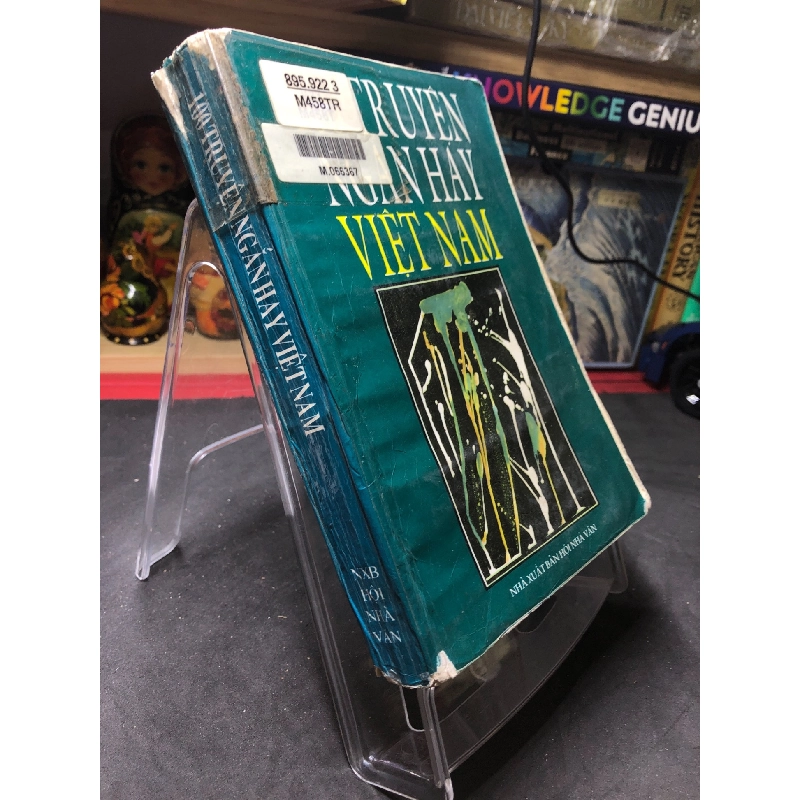 895.922 3
M458TR
M.066367
TRUYỆN
NGẮN HAY
VIỆT NAM
NHÀ XUẤT BẢN HỘI NHÀ VĂN
100 TRUYỆN NGẮN HAY VIỆT NAM
NXB
HỘI
NHÀ
VĂN
KNOWLEDGE GENIU
HISTORY